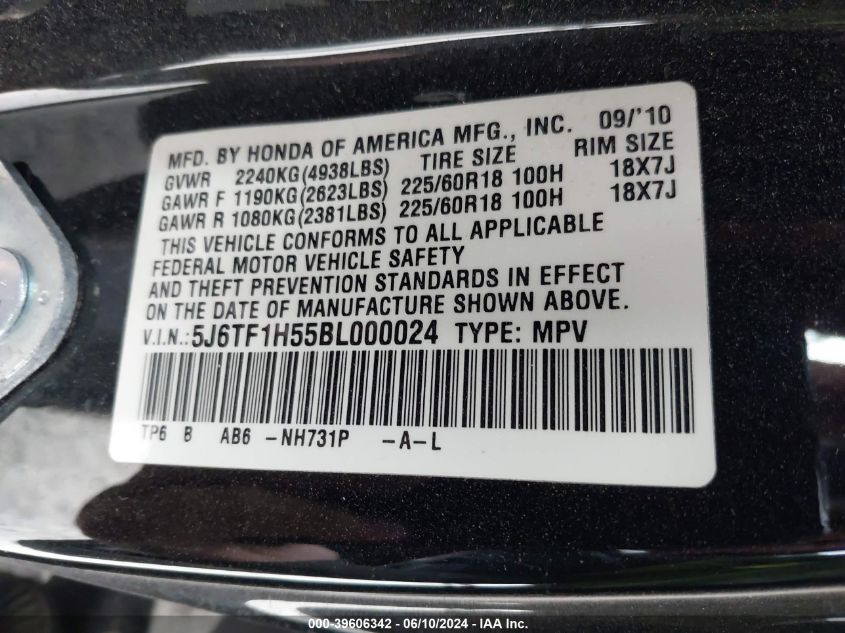 MFD. BY HONDA OF AMERICA MFG., INC. 09/'10
GVWR 2240KG(4938LBS) TIRE SIZE RIM SIZE
GAWR F 1190KG(2623LBS) 225/60R18 100H 18X7J
GAWR R 1080KG(2381LBS) 225/60R18 100H 18X7J
THIS VEHICLE CONFORMS TO ALL APPLICABLE
FEDERAL MOTOR VEHICLE SAFETY
AND THEFT PREVENTION STANDARDS IN EFFECT
ON THE DATE OF MANUFACTURE SHOWN ABOVE.
V.I.N.:5J6TF1H55BL000024 TYPE: MPV
TP6 B AB6 -NH731P -A-L
000-39606342 - 06/10/2024 - IAAI.COM